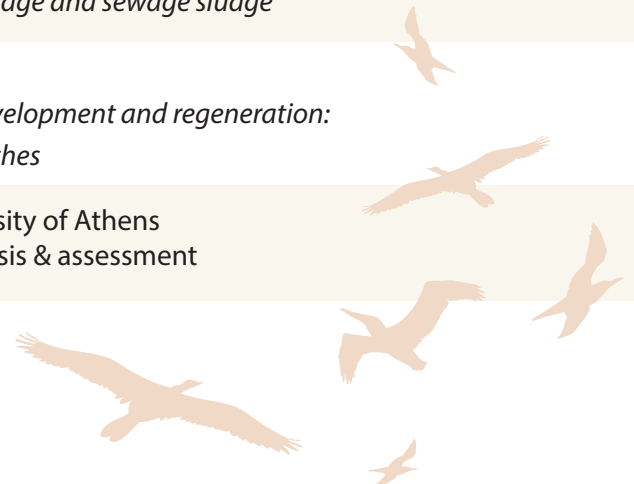 age and sewage sludge
velopment and regeneration:
ches
sity of Athens
sis & assessment